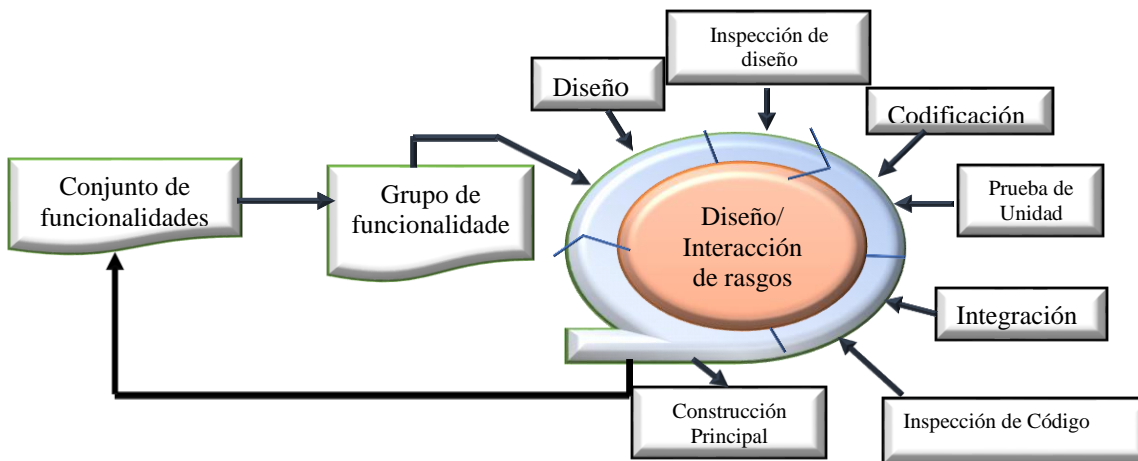 Inspección de
diseño
Diseño
Codificación
Conjunto de
funcionalidades
Grupo de
funcionalidade
Prueba de
Unidad
Diseño/
Interacción
de rasgos
Integración
Construcción
Principal
Inspección de Código